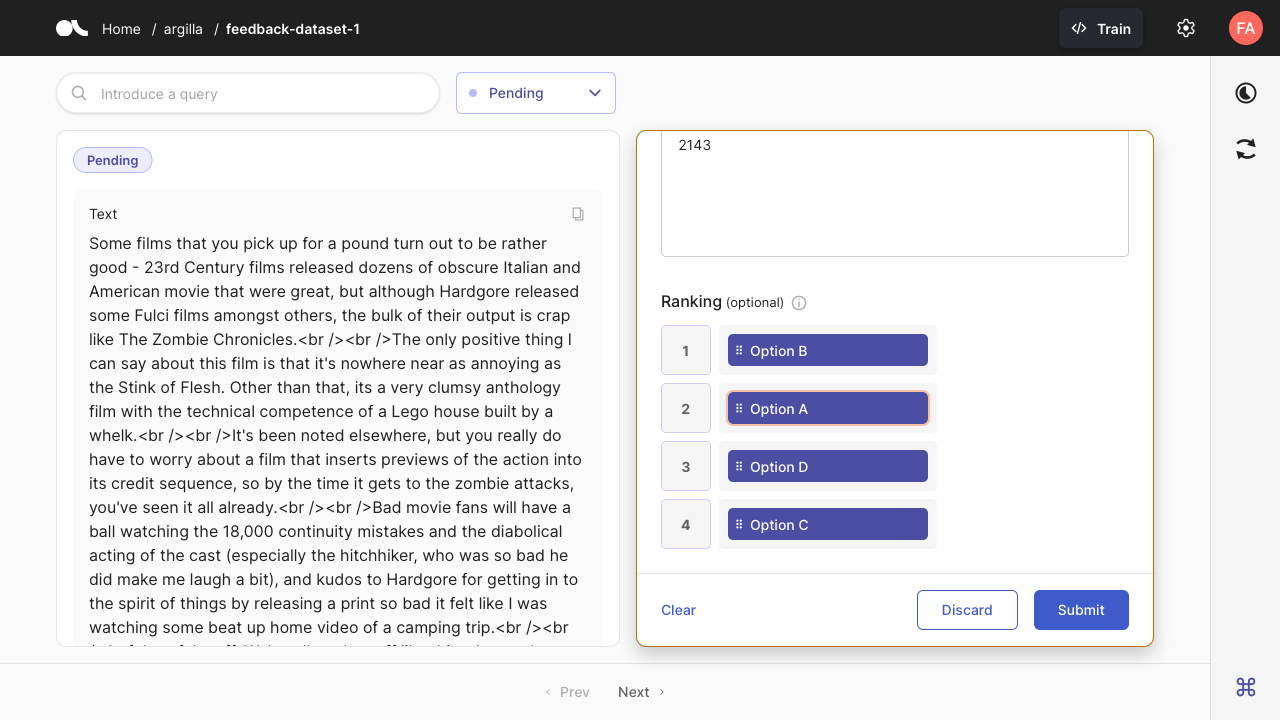 Home / argilla / feedback-dataset-1
Train
FA
Introduce a query
Pending
Pending
Text
Some films that you pick up for a pound turn out to be rather
good - 23rd Century films released dozens of obscure Italian and
American movie that were great, but although Hardgore released
some Fulci films amongst others, the bulk of their output is crap
like The Zombie Chronicles.<br /><br />The only positive thing I
can say about this film is that it's nowhere near as annoying as
the Stink of Flesh. Other than that, its a very clumsy anthology
film with the technical competence of a Lego house built by a
whelk.<br /><br />It's been noted elsewhere, but you really do
have to worry about a film that inserts previews of the action into
its credit sequence, so by the time it gets to the zombie attacks,
you've seen it all already.<br /><br />Bad movie fans will have a
ball watching the 18,000 continuity mistakes and the diabolical
acting of the cast (especially the hitchhiker, who was so bad he
did make me laugh a bit), and kudos to Hardgore for getting in to
the spirit of things by releasing a print so bad it felt like I was
watching some beat up home video of a camping trip.<br /><br
2143
Ranking (optional)
1 Option B
2 Option A
3 Option D
4 Option C
Clear
Discard
Submit
Prev
Next